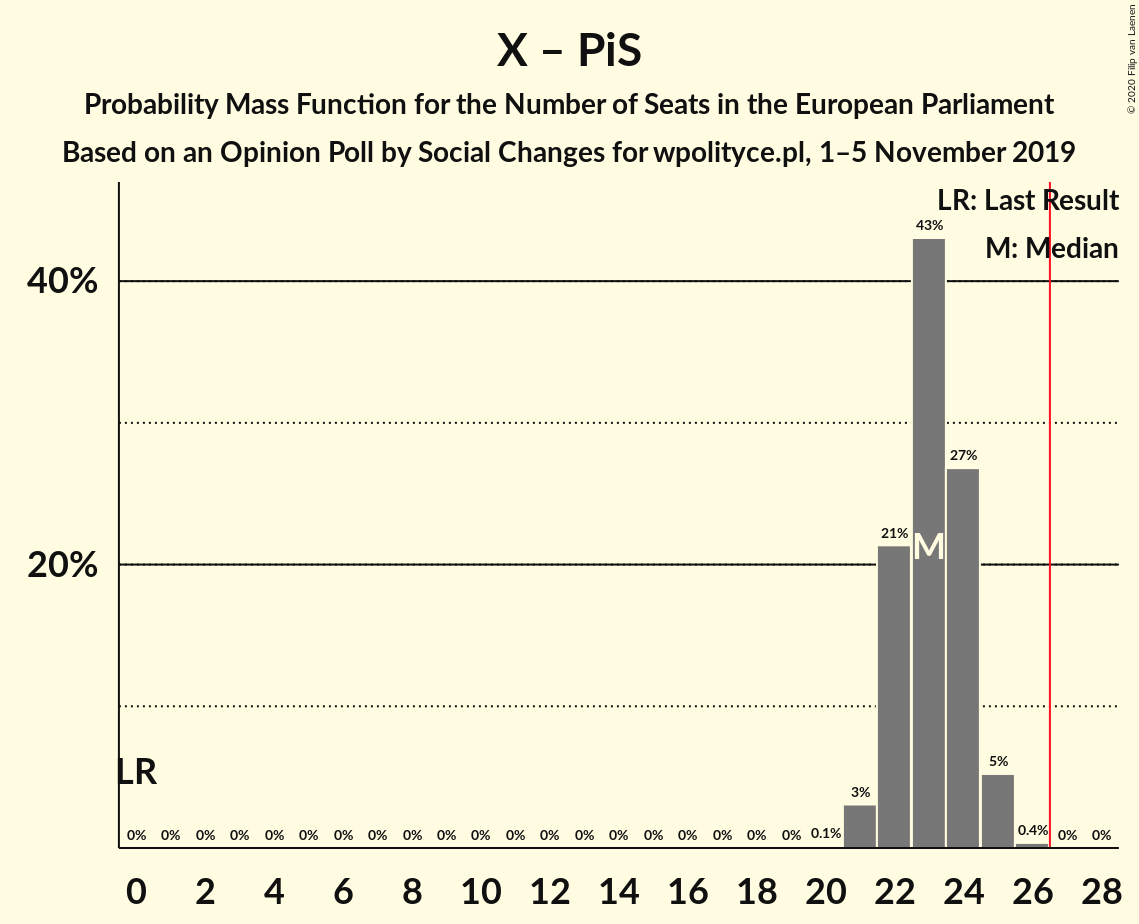 X – PiS
Probability Mass Function for the Number of Seats in the European Parliament
Based on an Opinion Poll by Social Changes for wpolityce.pl, 1–5 November 2019
© 2020 Filip van Laenen
LR: Last Result
M: Median
43%
40%
27%
21%
M
20%
LR
5%
3%
0% 0% 0% 0% 0% 0% 0% 0% 0% 0% 0% 0% 0% 0% 0% 0% 0% 0% 0% 0% 0.1% 0.4% 0% 0%
0 2 4 6 8 10 12 14 16 18 20 22 24 26 28